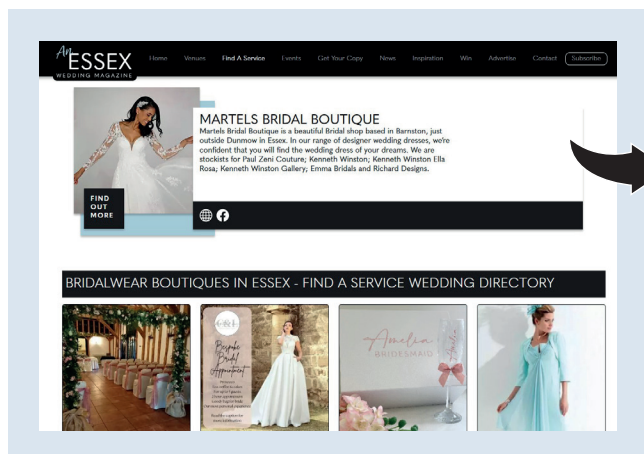 An
ESSEX
WEDDING MAGAZINE
Home Venues Find A Service Events Get Your Copy News Inspiration Win Advertise Contact Subscribe
MARTELS BRIDAL BOUTIQUE
Martels Bridal Boutique is a beautiful Bridal shop based in Barnston, just
outside Dunmow in Essex. In our range of designer wedding dresses, we're
confident that you will find the wedding dress of your dreams. We are
stockists for Paul Zeni Couture; Kenneth Winston; Kenneth Winston Ella
Rosa; Kenneth Winston Gallery; Emma Bridals and Richard Designs.
FIND
OUT
MORE
BRIDALWEAR BOUTIQUES IN ESSEX - FIND A SERVICE WEDDING DIRECTORY
Bespoke
Bridal
Appointment
Amelia
BRIDESMAID
Amelia